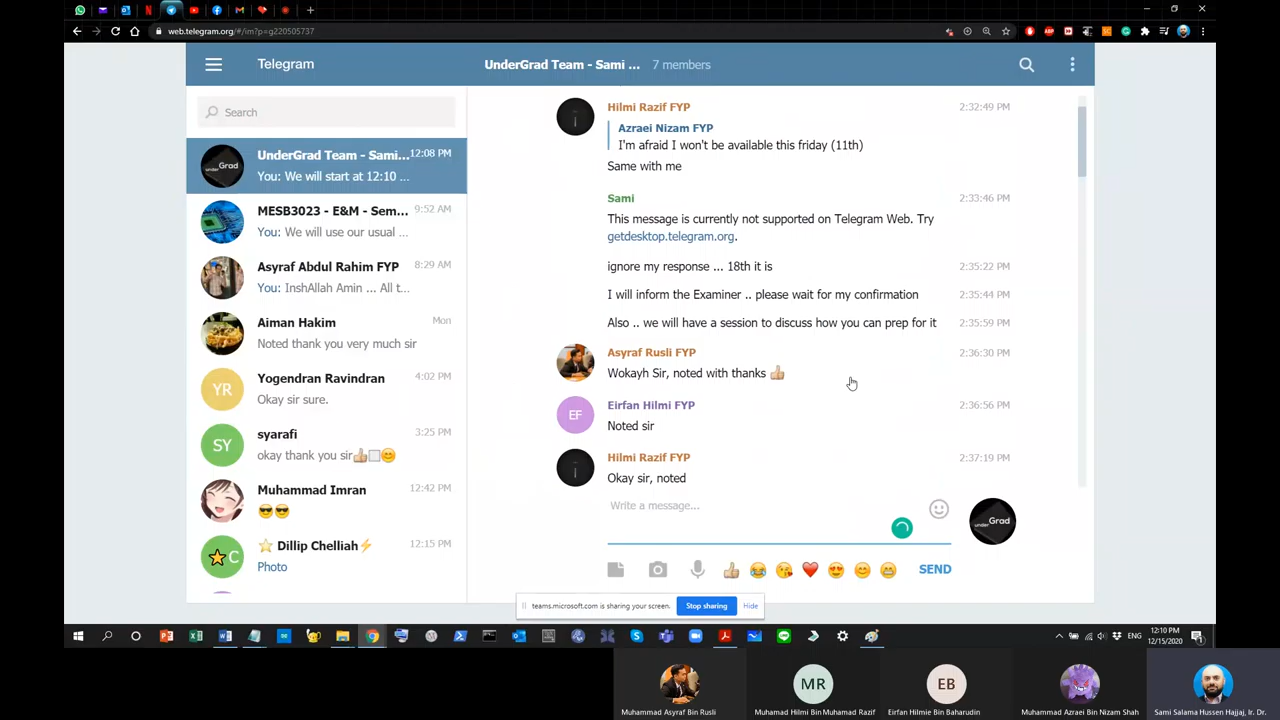 web.telegram.org/#/im?p=g220505737
Telegram
UnderGrad Team - Sami ... 7 members
Search
UnderGrad Team - Sami... 12:08 PM
You: We will start at 12:10 ...
MESB3023 - E&M - Sem... 9:52 AM
You: We will use our usual ...
Asyraf Abdul Rahim FYP 8:29 AM
You: InshAllah Amin ... All t...
Aiman Hakim Mon
Noted thank you very much sir
YR
Yogendran Ravindran 4:02 PM
Okay sir sure.
SY
syarafi 3:25 PM
okay thank you sir👍🏼□😊
Muhammad Imran 12:42 PM
😎😎
C
⭐ Dillip Chelliah⚡ 12:15 PM
Photo
Hilmi Razif FYP 2:32:49 PM
Azraei Nizam FYP
I'm afraid I won't be available this friday (11th)
Same with me
Sami 2:33:46 PM
This message is currently not supported on Telegram Web. Try
getdesktop.telegram.org.
ignore my response ... 18th it is 2:35:22 PM
I will inform the Examiner .. please wait for my confirmation 2:35:44 PM
Also .. we will have a session to discuss how you can prep for it 2:35:59 PM
Asyraf Rusli FYP 2:36:30 PM
Wokayh Sir, noted with thanks 👍🏼
EF
Eirfan Hilmi FYP 2:36:56 PM
Noted sir
Hilmi Razif FYP 2:37:19 PM
Okay sir, noted
Write a message...
underGrad
SEND
teams.microsoft.com is sharing your screen. Stop sharing Hide
ENG 12:10 PM
12/15/2020
MR EB
Muhammad Asyraf Bin Rusli Muhamad Hilmi Bin Muhamad Razif Eirfan Hilmie Bin Baharudin Muhammad Azraei Bin Nizam Shah Sami Salama Hussen Hajjaj, Ir. Dr.